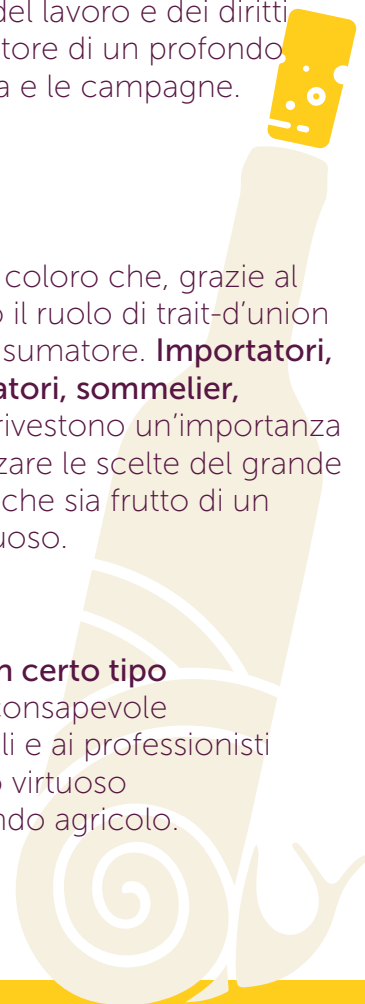 del lavoro e dei diritti
tore di un profondo
a e le campagne.
coloro che, grazie al
o il ruolo di trait-d’union
sumatore. Importatori,
atori, sommelier,
rivestono un’importanza
zare le scelte del grande
che sia frutto di un
uoso.
n certo tipo
consapevole
li e ai professionisti
o virtuoso
ndo agricolo.